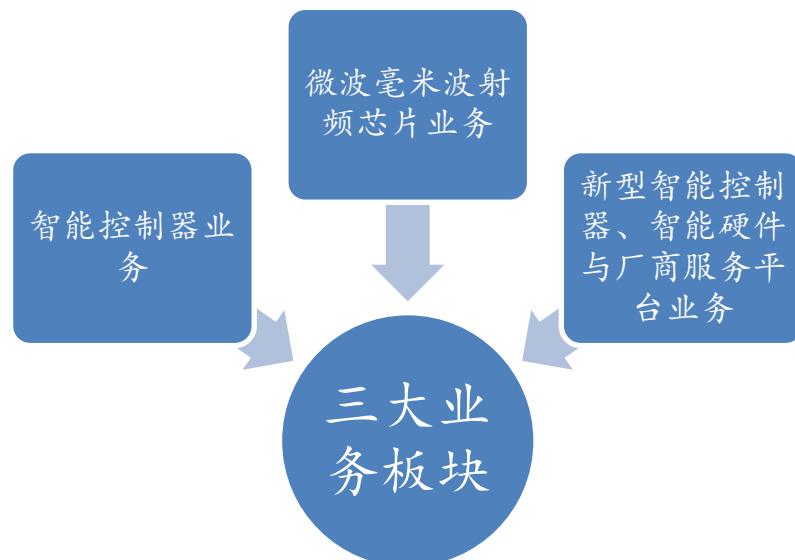 微波毫米波射
频芯片业务
智能控制器业
务
新型智能控制
器、智能硬件
与厂商服务平
台业务
三大业
务板块